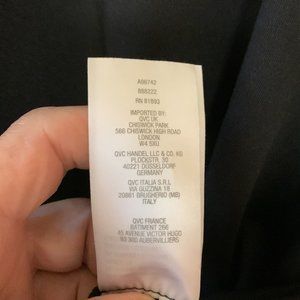 A86742
888222
RN 81893
IMPORTED BY:
QVC UK
CHISWICK PARK
566 CHISWICK HIGH ROAD
LONDON
W4 5XU
QVC HANDEL LLC & CO. KG
PLOCKSTR. 30
40221 DÜSSELDORF
GERMANY
QVC ITALIA S.R.L
VIA GUZZINA 18
20861 BRUGHERIO (MB)
ITALY
QVC FRANCE
BATIMENT 266
45 AVENUE VICTOR HUGO
93 300 AUBERVILLIERS